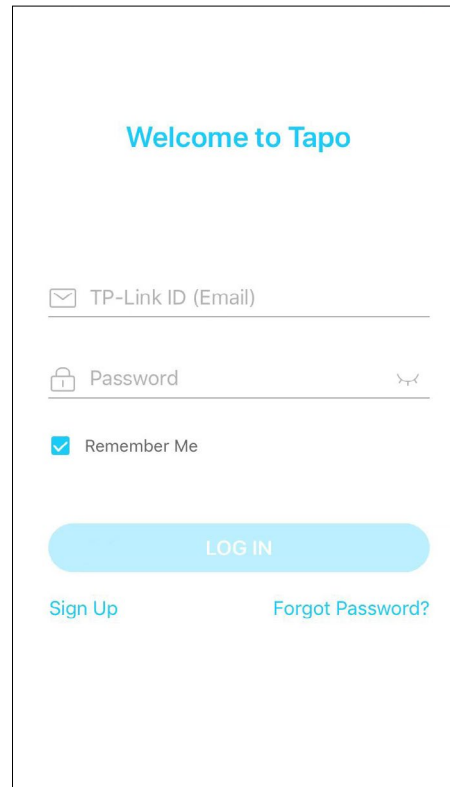 Welcome to Tapo
TP-Link ID (Email)
Password
Remember Me
LOG IN
Sign Up
Forgot Password?